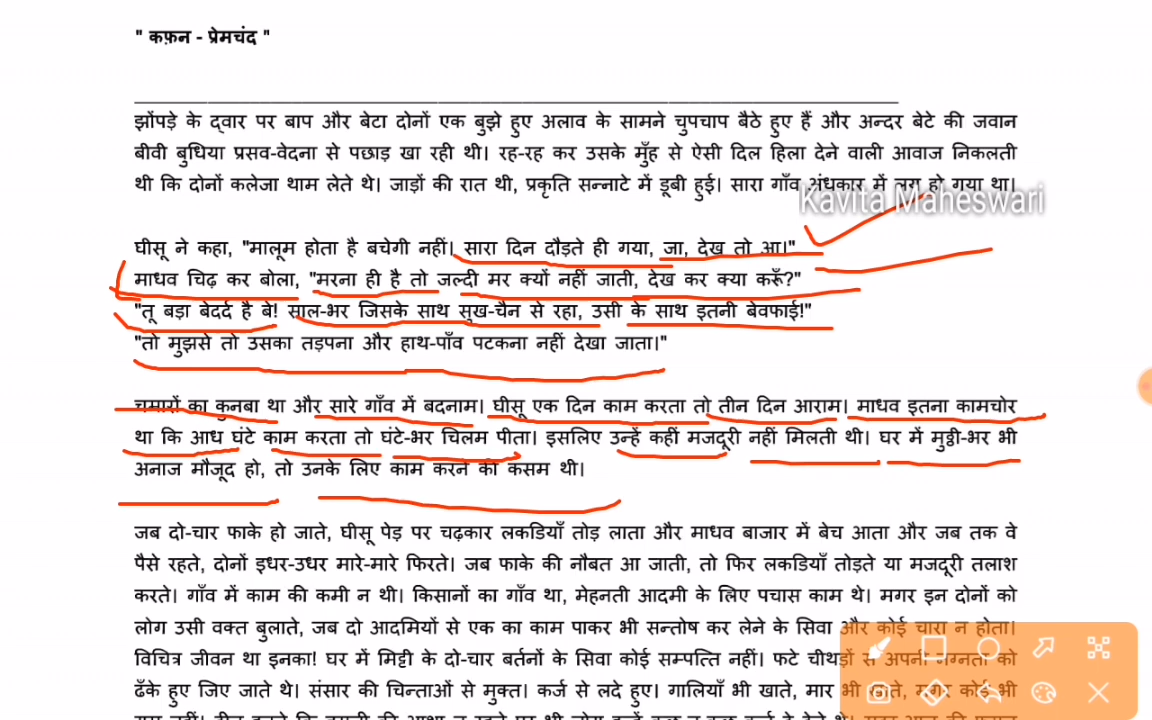 " कफ़न - प्रेमचंद "
झोंपड़े के द्वार पर बाप और बेटा दोनों एक बुझे हुए अलाव के सामने चुपचाप बैठे हुए हैं और अन्दर बेटे की जवान
बीवी बुधिया प्रसव-वेदना से पछाड़ खा रही थी। रह-रह कर उसके मुँह से ऐसी दिल हिला देने वाली आवाज निकलती
थी कि दोनों कलेजा थाम लेते थे। जाड़ों की रात थी, प्रकृति सन्नाटे में डूबी हुई। सारा गाँव अंधकार में लय हो गया था।
Kavita Maheswari
घीसू ने कहा, "मालूम होता है बचेगी नहीं। सारा दिन दौड़ते ही गया, जा, देख तो आ।"
माधव चिढ़ कर बोला, "मरना ही है तो जल्दी मर क्यों नहीं जाती, देख कर क्या करूँ?"
"तू बड़ा बेदर्द है बे! साल-भर जिसके साथ सुख-चैन से रहा, उसी के साथ इतनी बेवफाई!"
"तो मुझसे तो उसका तड़पना और हाथ-पाँव पटकना नहीं देखा जाता।"
चमारों का कुनबा था और सारे गाँव में बदनाम। घीसू एक दिन काम करता तो तीन दिन आराम। माधव इतना कामचोर
था कि आध घंटे काम करता तो घंटे-भर चिलम पीता। इसलिए उन्हें कहीं मजदूरी नहीं मिलती थी। घर में मुठ्ठी-भर भी
अनाज मौजूद हो, तो उनके लिए काम करने की कसम थी।
जब दो-चार फाके हो जाते, घीसू पेड़ पर चढ़कार लकडियाँ तोड़ लाता और माधव बाजार में बेच आता और जब तक वे
पैसे रहते, दोनों इधर-उधर मारे-मारे फिरते। जब फाके की नौबत आ जाती, तो फिर लकडियाँ तोड़ते या मजदूरी तलाश
करते। गाँव में काम की कमी न थी। किसानों का गाँव था, मेहनती आदमी के लिए पचास काम थे। मगर इन दोनों को
लोग उसी वक्त बुलाते, जब दो आदमियों से एक का काम पाकर भी सन्तोष कर लेने के सिवा और कोई चारा न होता।
विचित्र जीवन था इनका! घर में मिट्टी के दो-चार बर्तनों के सिवा कोई सम्पत्ति नहीं। फटे चीथड़ों से अपनी नग्नता को
ढँके हुए जिए जाते थे। संसार की चिन्ताओं से मुक्त। कर्ज से लदे हुए। गालियाँ भी खाते, मार भी खाते, मगर कोई भी